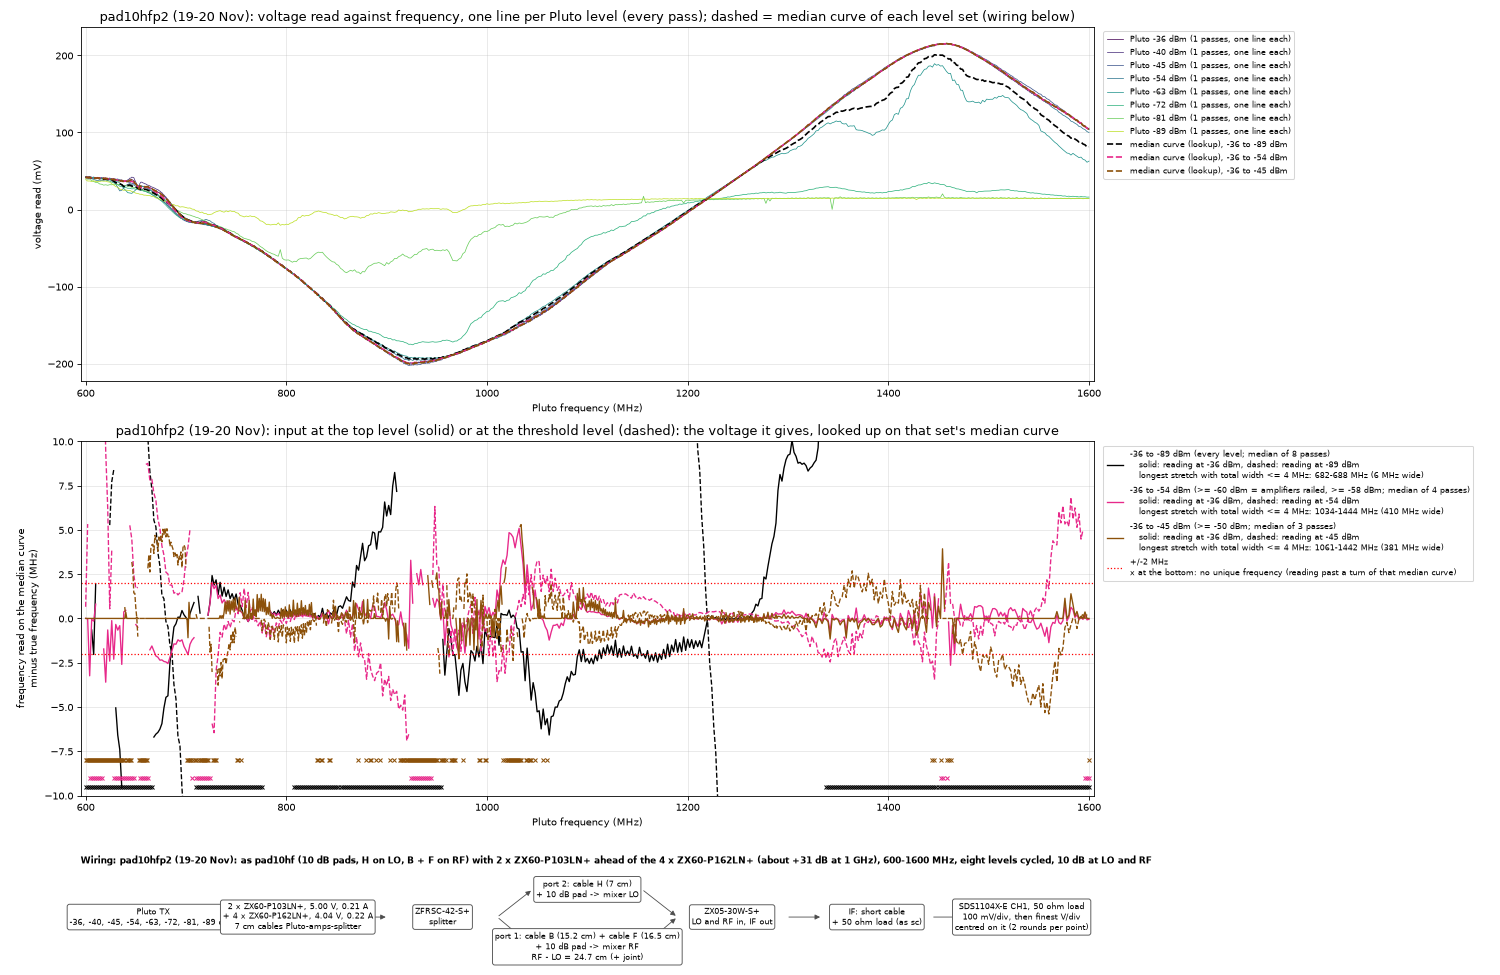 pad10hfp2 (19-20 Nov): voltage read against frequency, one line per Pluto level (every pass); dashed = median curve of each level set (wiring below)
voltage read (mV)
200
100
0
−100
−200
600
800
1000
1200
1400
1600
Pluto frequency (MHz)
Pluto -36 dBm (1 passes, one line each)
Pluto -40 dBm (1 passes, one line each)
Pluto -45 dBm (1 passes, one line each)
Pluto -54 dBm (1 passes, one line each)
Pluto -63 dBm (1 passes, one line each)
Pluto -72 dBm (1 passes, one line each)
Pluto -81 dBm (1 passes, one line each)
Pluto -89 dBm (1 passes, one line each)
median curve (lookup), -36 to -89 dBm
median curve (lookup), -36 to -54 dBm
median curve (lookup), -36 to -45 dBm
pad10hfp2 (19-20 Nov): input at the top level (solid) or at the threshold level (dashed): the voltage it gives, looked up on that set's median curve
frequency read on the median curve
minus true frequency (MHz)
10.0
7.5
5.0
2.5
0.0
−2.5
−5.0
−7.5
−10.0
600
800
1000
1200
1400
1600
Pluto frequency (MHz)
-36 to -89 dBm (every level; median of 8 passes)
solid: reading at -36 dBm, dashed: reading at -89 dBm
longest stretch with total width <= 4 MHz: 682-688 MHz (6 MHz wide)
-36 to -54 dBm (>= -60 dBm = amplifiers railed, >= -58 dBm; median of 4 passes)
solid: reading at -36 dBm, dashed: reading at -54 dBm
longest stretch with total width <= 4 MHz: 1034-1444 MHz (410 MHz wide)
-36 to -45 dBm (>= -50 dBm; median of 3 passes)
solid: reading at -36 dBm, dashed: reading at -45 dBm
longest stretch with total width <= 4 MHz: 1061-1442 MHz (381 MHz wide)
+/-2 MHz
x at the bottom: no unique frequency (reading past a turn of that median curve)
Wiring: pad10hfp2 (19-20 Nov): as pad10hf (10 dB pads, H on LO, B + F on RF) with 2 x ZX60-P103LN+ ahead of the 4 x ZX60-P162LN+ (about +31 dB at 1 GHz), 600-1600 MHz, eight levels cycled, 10 dB at LO and RF
Pluto TX
-36, -40, -45, -54, -63, -72, -81, -89
2 x ZX60-P103LN+, 5.00 V, 0.21 A
+ 4 x ZX60-P162LN+, 4.04 V, 0.22 A
7 cm cables Pluto-amps-splitter
ZFRSC-42-S+
splitter
port 2: cable H (7 cm)
+ 10 dB pad -> mixer LO
port 1: cable B (15.2 cm) + cable F (16.5 cm)
+ 10 dB pad -> mixer RF
RF - LO = 24.7 cm (+ joint)
ZX05-30W-S+
LO and RF in, IF out
IF: short cable
+ 50 ohm load (as sc)
SDS1104X-E CH1, 50 ohm load
100 mV/div, then finest V/div
centred on it (2 rounds per point)